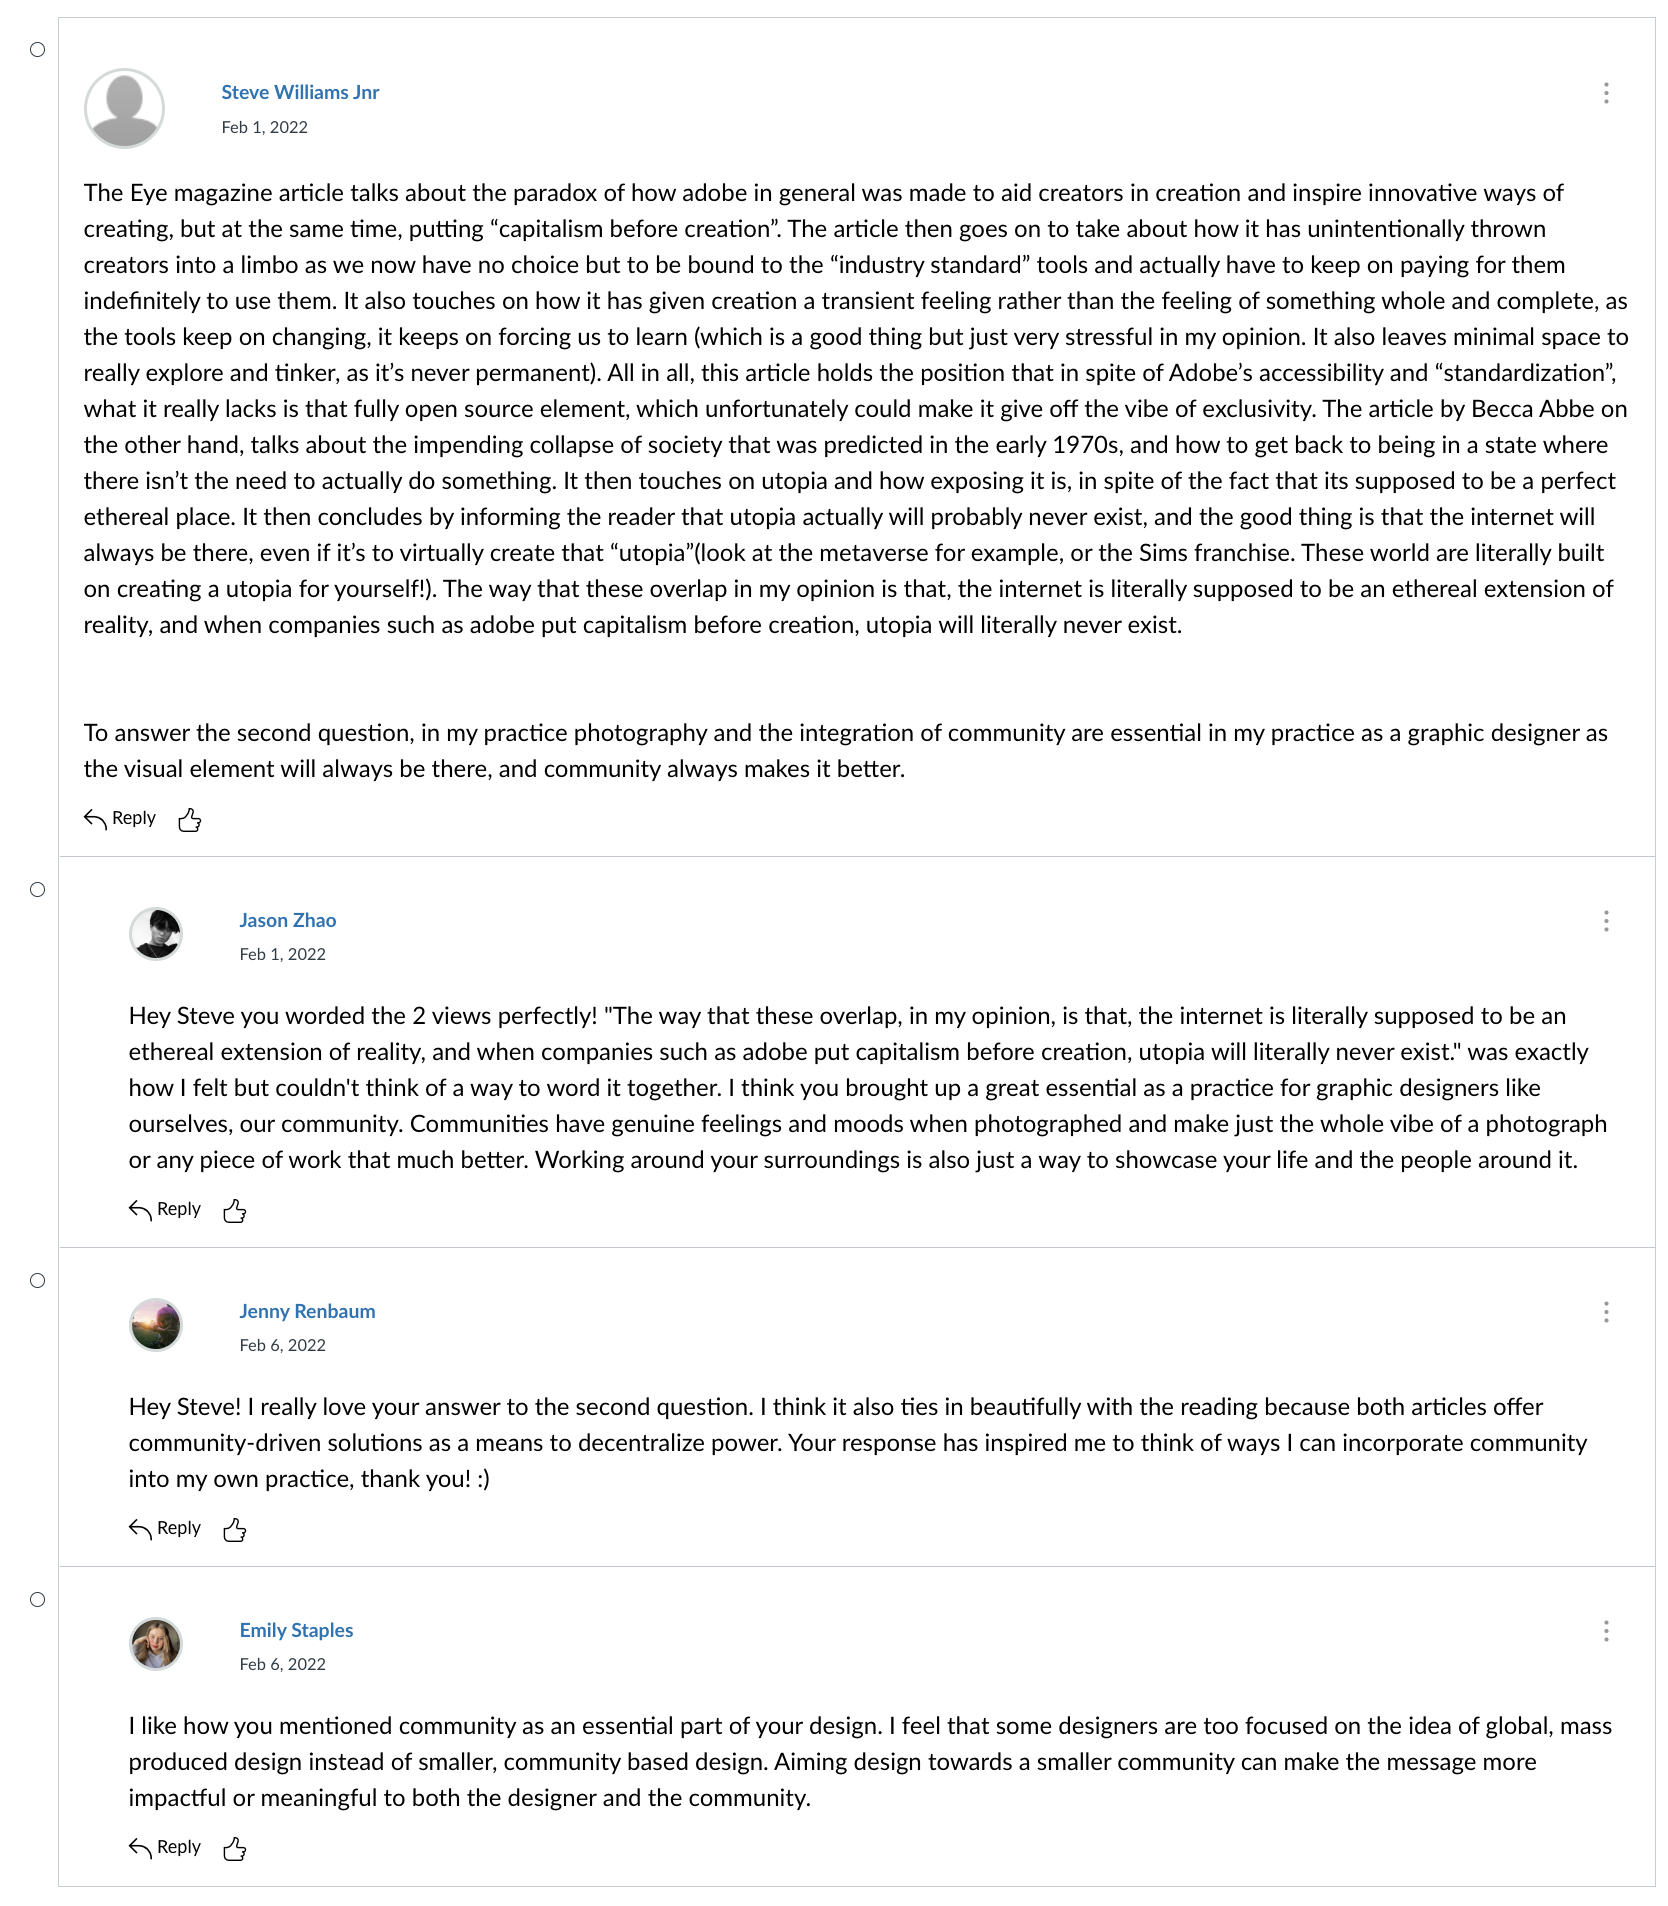 Steve Williams Jnr
Feb 1, 2022
The Eye magazine article talks about the paradox of how adobe in general was made to aid creators in creation and inspire innovative ways of
creating, but at the same time, putting “capitalism before creation”. The article then goes on to take about how it has unintentionally thrown
creators into a limbo as we now have no choice but to be bound to the “industry standard” tools and actually have to keep on paying for them
indefinitely to use them. It also touches on how it has given creation a transient feeling rather than the feeling of something whole and complete, as
the tools keep on changing, it keeps on forcing us to learn (which is a good thing but just very stressful in my opinion. It also leaves minimal space to
really explore and tinker, as it’s never permanent). All in all, this article holds the position that in spite of Adobe’s accessibility and “standardization”,
what it really lacks is that fully open source element, which unfortunately could make it give off the vibe of exclusivity. The article by Becca Abbe on
the other hand, talks about the impending collapse of society that was predicted in the early 1970s, and how to get back to being in a state where
there isn’t the need to actually do something. It then touches on utopia and how exposing it is, in spite of the fact that its supposed to be a perfect
ethereal place. It then concludes by informing the reader that utopia actually will probably never exist, and the good thing is that the internet will
always be there, even if it’s to virtually create that “utopia”(look at the metaverse for example, or the Sims franchise. These world are literally built
on creating a utopia for yourself!). The way that these overlap in my opinion is that, the internet is literally supposed to be an ethereal extension of
reality, and when companies such as adobe put capitalism before creation, utopia will literally never exist.
To answer the second question, in my practice photography and the integration of community are essential in my practice as a graphic designer as
the visual element will always be there, and community always makes it better.
Reply
Jason Zhao
Feb 1, 2022
Hey Steve you worded the 2 views perfectly! "The way that these overlap, in my opinion, is that, the internet is literally supposed to be an
ethereal extension of reality, and when companies such as adobe put capitalism before creation, utopia will literally never exist." was exactly
how I felt but couldn't think of a way to word it together. I think you brought up a great essential as a practice for graphic designers like
ourselves, our community. Communities have genuine feelings and moods when photographed and make just the whole vibe of a photograph
or any piece of work that much better. Working around your surroundings is also just a way to showcase your life and the people around it.
Reply
Jenny Renbaum
Feb 6, 2022
Hey Steve! I really love your answer to the second question. I think it also ties in beautifully with the reading because both articles offer
community-driven solutions as a means to decentralize power. Your response has inspired me to think of ways I can incorporate community
into my own practice, thank you! :)
Reply
Emily Staples
Feb 6, 2022
I like how you mentioned community as an essential part of your design. I feel that some designers are too focused on the idea of global, mass
produced design instead of smaller, community based design. Aiming design towards a smaller community can make the message more
impactful or meaningful to both the designer and the community.
Reply